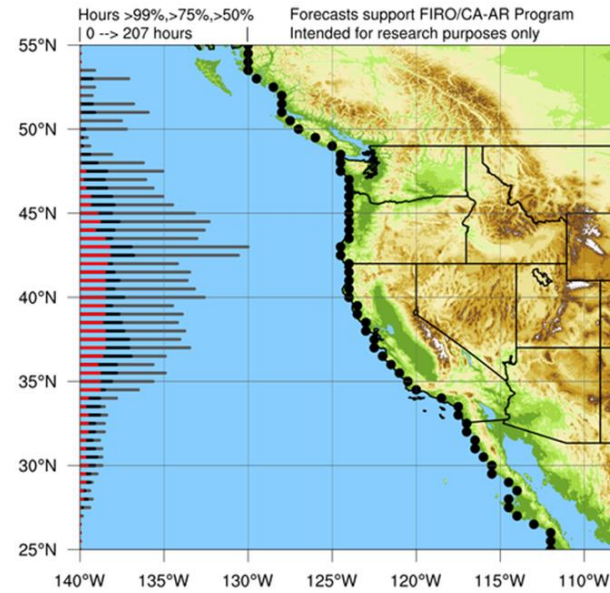 Hours >99%,>75%,>50%
| 0 --> 207 hours |
Forecasts support FIRO/CA-AR Program
Intended for research purposes only
55°N
50°N
45°N
40°N
35°N
30°N
25°N
140°W 135°W 130°W 125°W 120°W 115°W 110°W